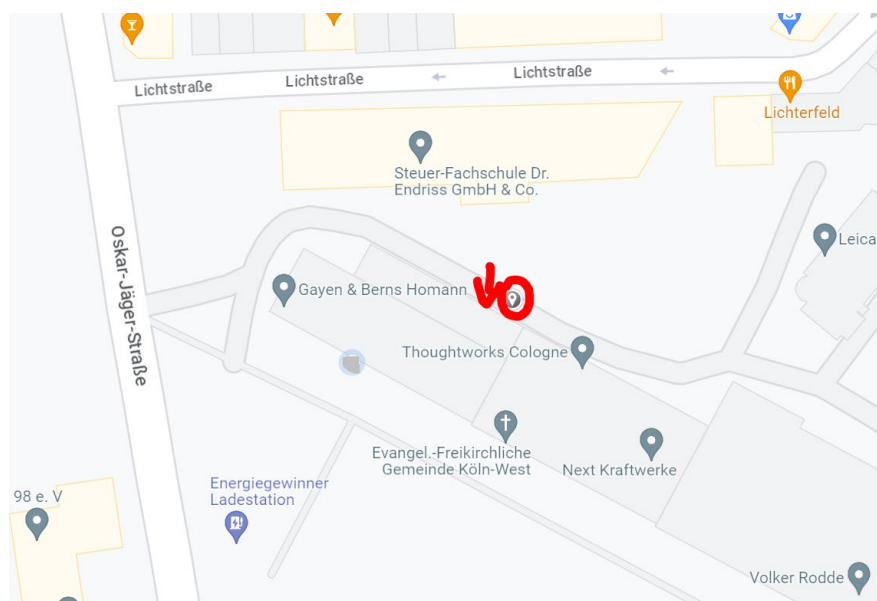 Lichtstraße
Lichtstraße
Lichtstraße
Lichterfeld
Steuer-Fachschule Dr.
Endriss GmbH & Co.
Oskar-Jäger-Straße
Leica
Gayen & Berns Homann
Thoughtworks Cologne
Evangel.-Freikirchliche
Gemeinde Köln-West
Next Kraftwerke
Energiegewinner
Ladestation
98 e. V
Volker Rodde